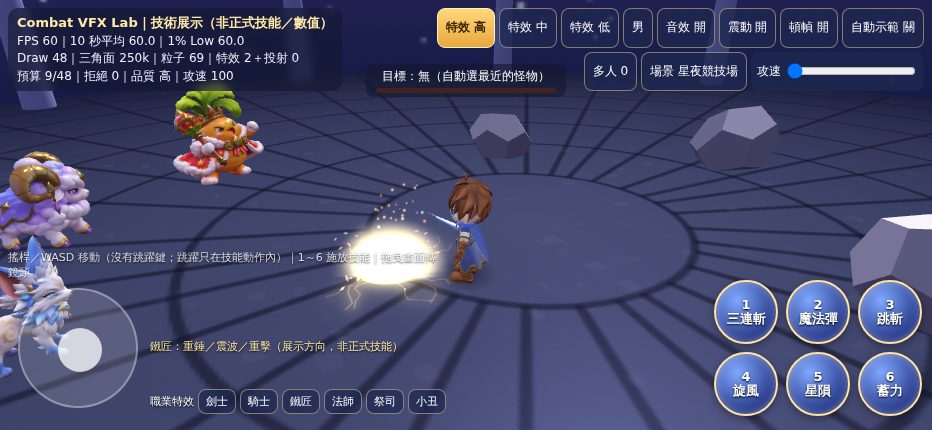 Combat VFX Lab｜技術展示（非正式技能／數值）
FPS 60｜10 秒平均 60.0｜1% Low 60.0
Draw 48｜三角面 250k｜粒子 69｜特效 2＋投射 0
預算 9/48｜拒絕 0｜品質 高｜攻速 100
特效 高
特效 中
特效 低
男
音效 開
震動 開
頓幀 開
自動示範 關
多人 0
場景 星夜競技場
攻速
目標：無（自動選最近的怪物）
搖桿／WASD 移動（沒有跳躍鍵；跳躍只在技能動作內）｜1～6 施放技能｜拖曳畫面轉
鏡頭
1
三連斬
2
魔法彈
3
跳斬
4
旋風
5
星隕
6
蓄力
鐵匠：重錘／震波／重擊（展示方向，非正式技能）
職業特效
劍士
騎士
鐵匠
法師
祭司
小丑